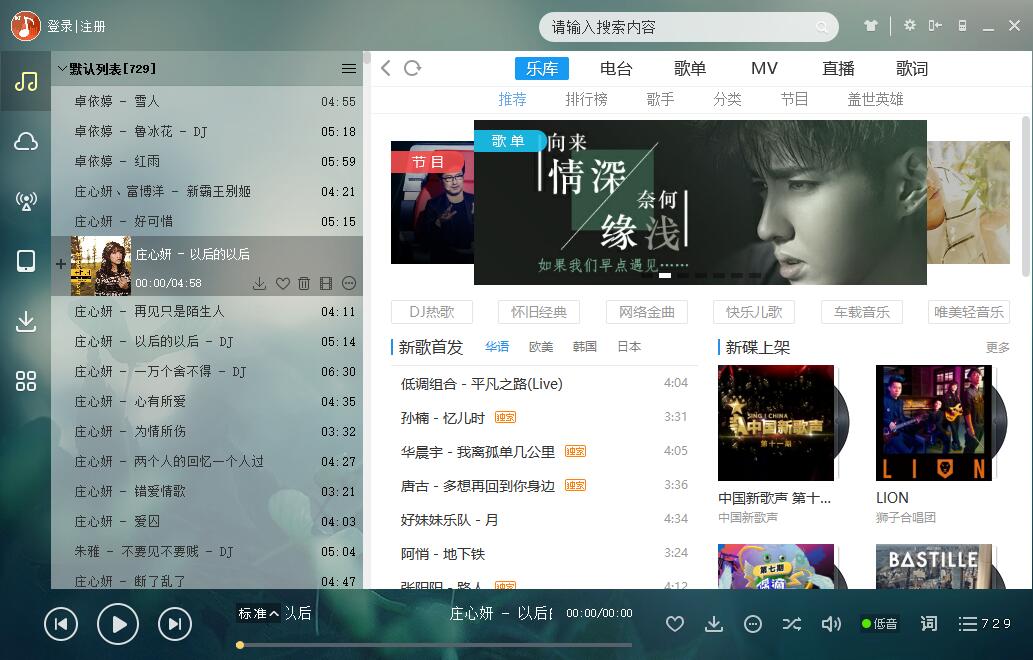 登录|注册
请输入搜索内容
默认列表[729]
卓依婷 - 雪人 04:55
卓依婷 - 鲁冰花 - DJ 05:18
卓依婷 - 红雨 05:59
庄心妍、富博洋 - 新霸王别姬 04:21
庄心妍 - 好可惜 05:15
庄心妍 - 以后的以后
00:00/04:58
庄心妍 - 再见只是陌生人 04:11
庄心妍 - 以后的以后 - DJ 05:14
庄心妍 - 一万个舍不得 - DJ 06:30
庄心妍 - 心有所爱 04:35
庄心妍 - 为情所伤 03:32
庄心妍 - 两个人的回忆一个人过 04:27
庄心妍 - 错爱情歌 03:21
庄心妍 - 爱囚 04:03
朱雅 - 不要见不要贱 - DJ 05:04
庄心妍 - 断了乱了 04:47
乐库 电台 歌单 MV 直播 歌词
推荐 排行榜 歌手 分类 节目 盖世英雄
节目
歌单
向来
情深
奈何
缘浅
如果我们早点遇见……
DJ热歌 怀旧经典 网络金曲 快乐儿歌 车载音乐 唯美轻音乐
新歌首发 华语 欧美 韩国 日本
低调组合 - 平凡之路(Live) 4:04
孙楠 - 忆儿时 独家 3:31
华晨宇 - 我离孤单几公里 独家 4:05
唐古 - 多想再回到你身边 独家 3:36
好妹妹乐队 - 月 4:34
阿悄 - 地下铁 3:24
张阳阳 - 路人 独家 4:12
新碟上架 更多
SING! CHINA
中国新歌声
第十一期
中国新歌声 第十...
中国新歌声
LION
LION
狮子合唱团
第七期
BASTILLE
标准 以后
庄心妍 - 以后 00:00/00:00
低音 词 729